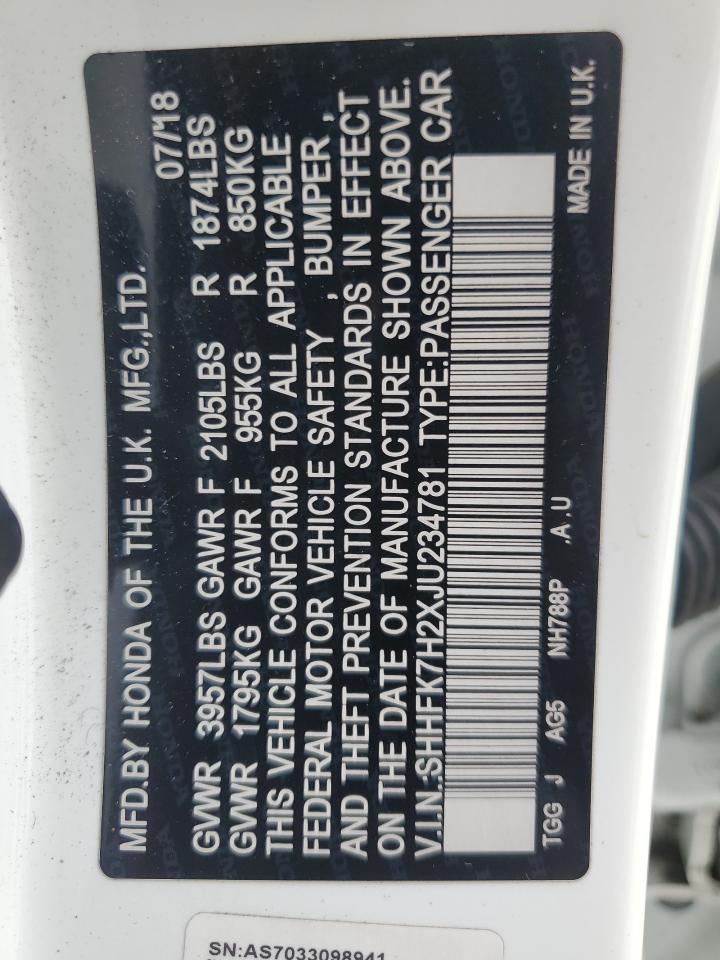 MFD.BY HONDA OF THE U.K. MFG.,LTD. 07/18
GVWR 3957LBS GAWR F 2105LBS R 1874LBS
GVWR 1795KG GAWR F 955KG R 850KG
THIS VEHICLE CONFORMS TO ALL APPLICABLE
FEDERAL MOTOR VEHICLE SAFETY , BUMPER ,
AND THEFT PREVENTION STANDARDS IN EFFECT
ON THE DATE OF MANUFACTURE SHOWN ABOVE.
V.I.N.:SHHFK7H2XJU234781 TYPE:PASSENGER CAR
TGG J AG5 NH788P .A .U MADE IN U.K.
SN:AS7033098941